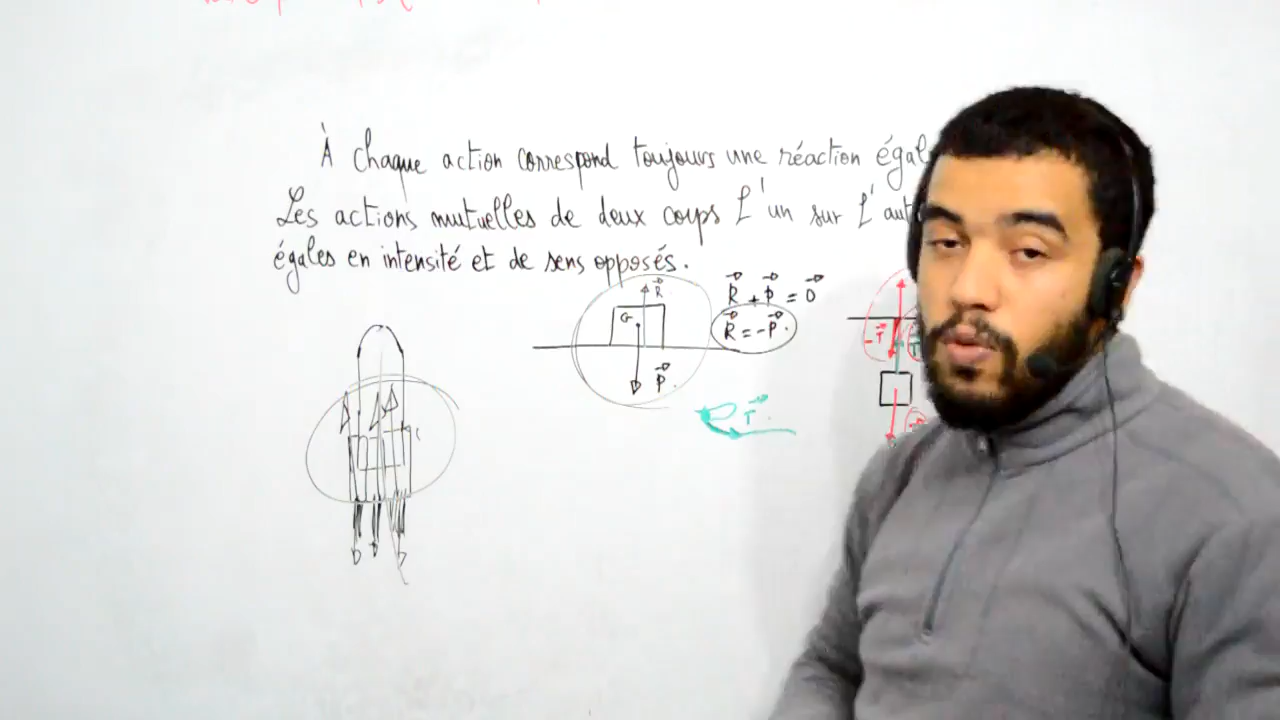 À chaque action correspond toujours une réaction égal
Les actions mutuelles de deux corps l'un sur l'aut
égales en intensité et de sens opposés.
R
G
P.
R + P = 0
R = -P.
T.
-T